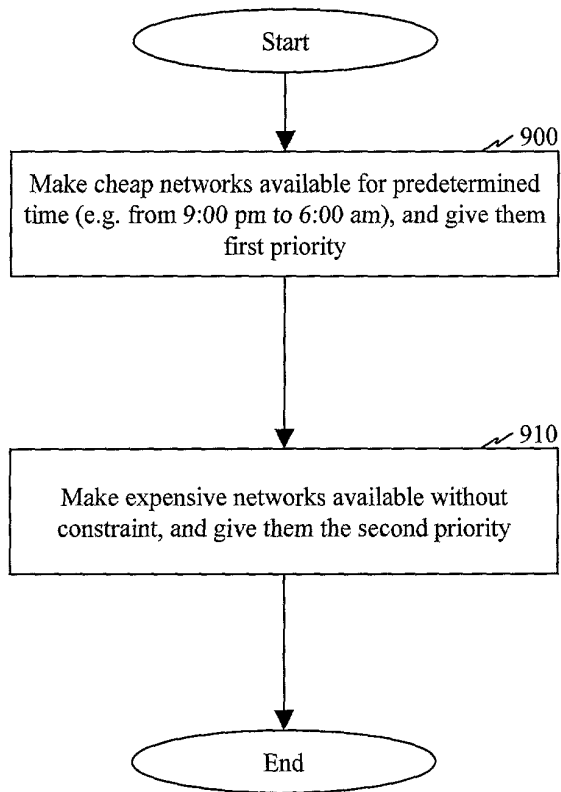 Start
900
Make cheap networks available for predetermined
time (e.g. from 9:00 pm to 6:00 am), and give them
first priority
910
Make expensive networks available without
constraint, and give them the second priority
End